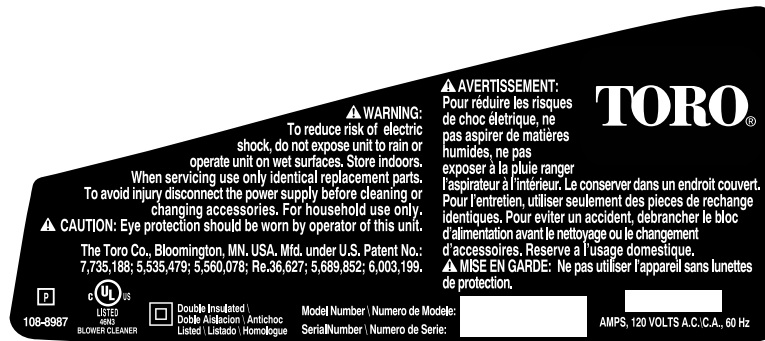 ⚠ WARNING:
To reduce risk of electric
shock, do not expose unit to rain or
operate unit on wet surfaces. Store indoors.
When servicing use only identical replacement parts.
To avoid injury disconnect the power supply before cleaning or
changing accessories. For household use only.
⚠ CAUTION: Eye protection should be worn by operator of this unit.
The Toro Co., Bloomington, MN. USA. Mfd. under U.S. Patent No.:
7,735,188; 5,535,479; 5,560,078; Re.36,627; 5,689,852; 6,003,199.
⚠ AVERTISSEMENT:
Pour réduire les risques
de choc életrique, ne
pas aspirer de matières
humides, ne pas
exposer à la pluie ranger
l'aspirateur à l'intérieur. Le conserver dans un endroit couvert.
Pour l'entretien, utiliser seulement des pieces de rechange
identiques. Pour eviter un accident, debrancher le bloc
d'alimentation avant le nettoyage ou le changement
d'accessoires. Reserve a l'usage domestique.
⚠ MISE EN GARDE: Ne pas utiliser l'appareil sans lunettes
de protection.
TORO®
P
108-8987
c UL US
LISTED
46N3
BLOWER CLEANER
Double Insulated \
Doble Aislacion \ Antichoc
Listed \ Listado \ Homologue
Model Number \ Numero de Modele:
SerialNumber \ Numero de Serie:
AMPS, 120 VOLTS A.C.\C.A., 60 Hz